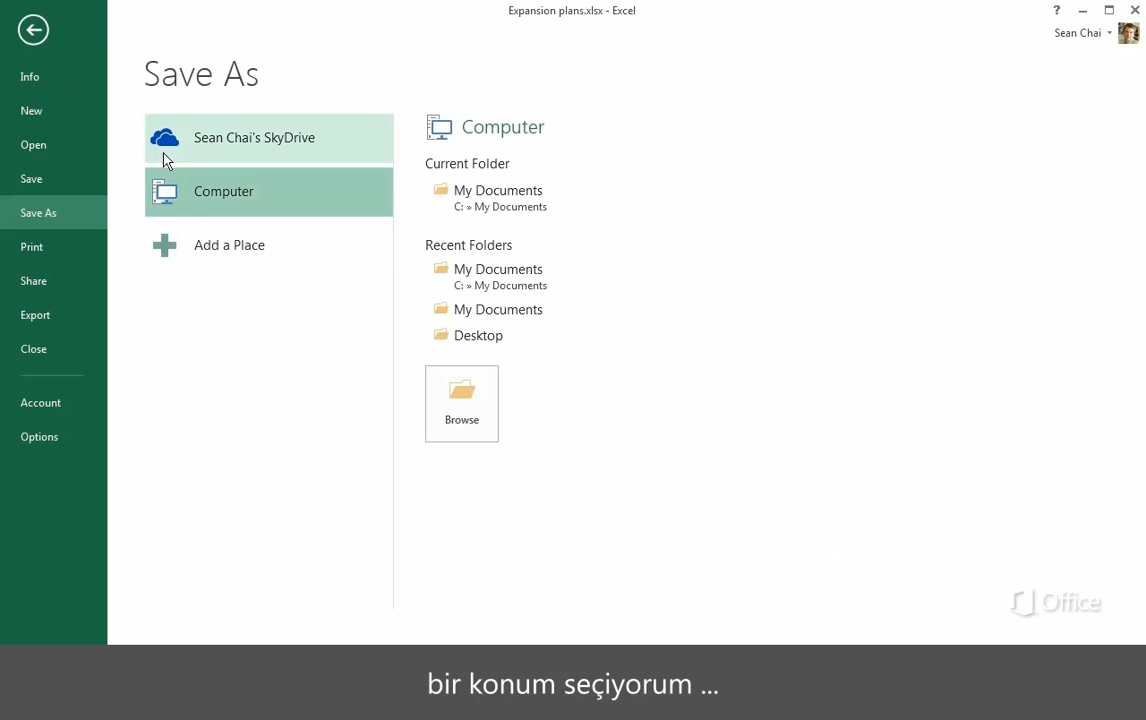 Expansion plans.xlsx - Excel
?
Sean Chai
Info
New
Open
Save
Save As
Print
Share
Export
Close
Account
Options
Save As
Sean Chai's SkyDrive
Computer
Add a Place
Computer
Current Folder
My Documents
C: » My Documents
Recent Folders
My Documents
C: » My Documents
My Documents
Desktop
Browse
Office
bir konum seçiyorum ...